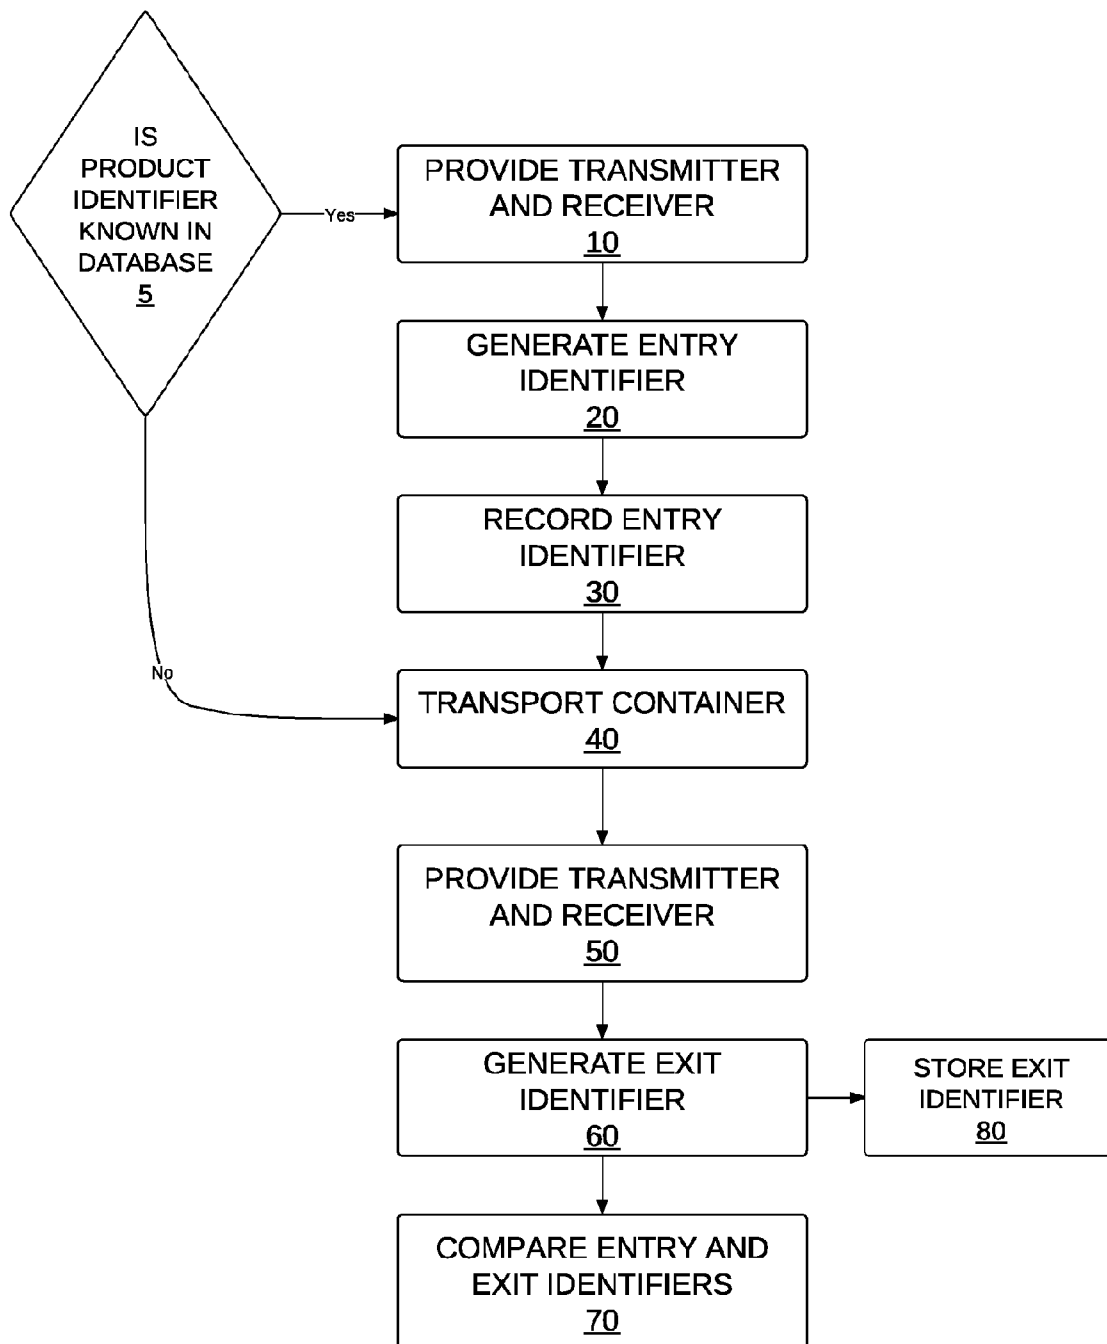 IS
PRODUCT
IDENTIFIER
KNOWN IN
DATABASE
5
Yes
PROVIDE TRANSMITTER
AND RECEIVER
10
GENERATE ENTRY
IDENTIFIER
20
RECORD ENTRY
IDENTIFIER
30
No
TRANSPORT CONTAINER
40
PROVIDE TRANSMITTER
AND RECEIVER
50
GENERATE EXIT
IDENTIFIER
60
STORE EXIT
IDENTIFIER
80
COMPARE ENTRY AND
EXIT IDENTIFIERS
70